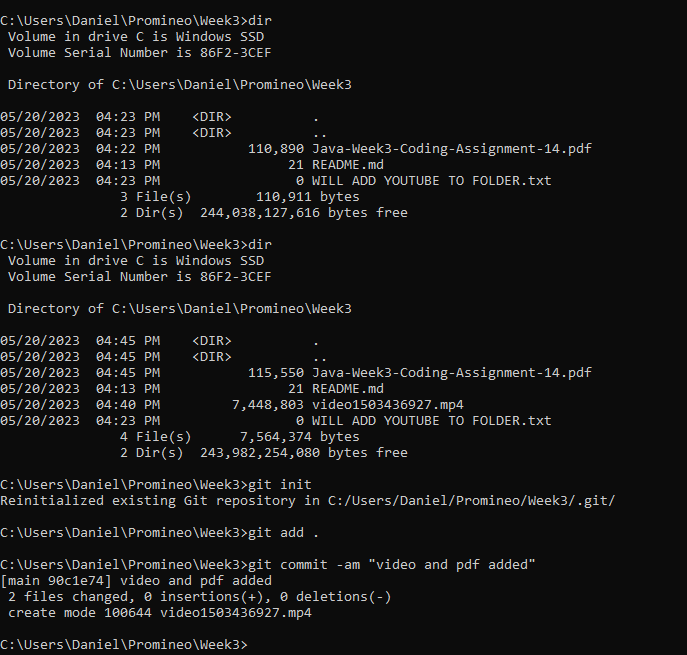 C:\Users\Daniel\Promineo\Week3>dir
 Volume in drive C is Windows SSD
 Volume Serial Number is 86F2-3CEF

 Directory of C:\Users\Daniel\Promineo\Week3

05/20/2023  04:23 PM    <DIR>          .
05/20/2023  04:23 PM    <DIR>          ..
05/20/2023  04:22 PM           110,890 Java-Week3-Coding-Assignment-14.pdf
05/20/2023  04:13 PM                21 README.md
05/20/2023  04:23 PM                 0 WILL ADD YOUTUBE TO FOLDER.txt
               3 File(s)        110,911 bytes
               2 Dir(s)  244,038,127,616 bytes free

C:\Users\Daniel\Promineo\Week3>dir
 Volume in drive C is Windows SSD
 Volume Serial Number is 86F2-3CEF

 Directory of C:\Users\Daniel\Promineo\Week3

05/20/2023  04:45 PM    <DIR>          .
05/20/2023  04:45 PM    <DIR>          ..
05/20/2023  04:45 PM           115,550 Java-Week3-Coding-Assignment-14.pdf
05/20/2023  04:13 PM                21 README.md
05/20/2023  04:40 PM         7,448,803 video1503436927.mp4
05/20/2023  04:23 PM                 0 WILL ADD YOUTUBE TO FOLDER.txt
               4 File(s)      7,564,374 bytes
               2 Dir(s)  243,982,254,080 bytes free

C:\Users\Daniel\Promineo\Week3>git init
Reinitialized existing Git repository in C:/Users/Daniel/Promineo/Week3/.git/

C:\Users\Daniel\Promineo\Week3>git add .

C:\Users\Daniel\Promineo\Week3>git commit -am "video and pdf added"
[main 90c1e74] video and pdf added
 2 files changed, 0 insertions(+), 0 deletions(-)
 create mode 100644 video1503436927.mp4

C:\Users\Daniel\Promineo\Week3>